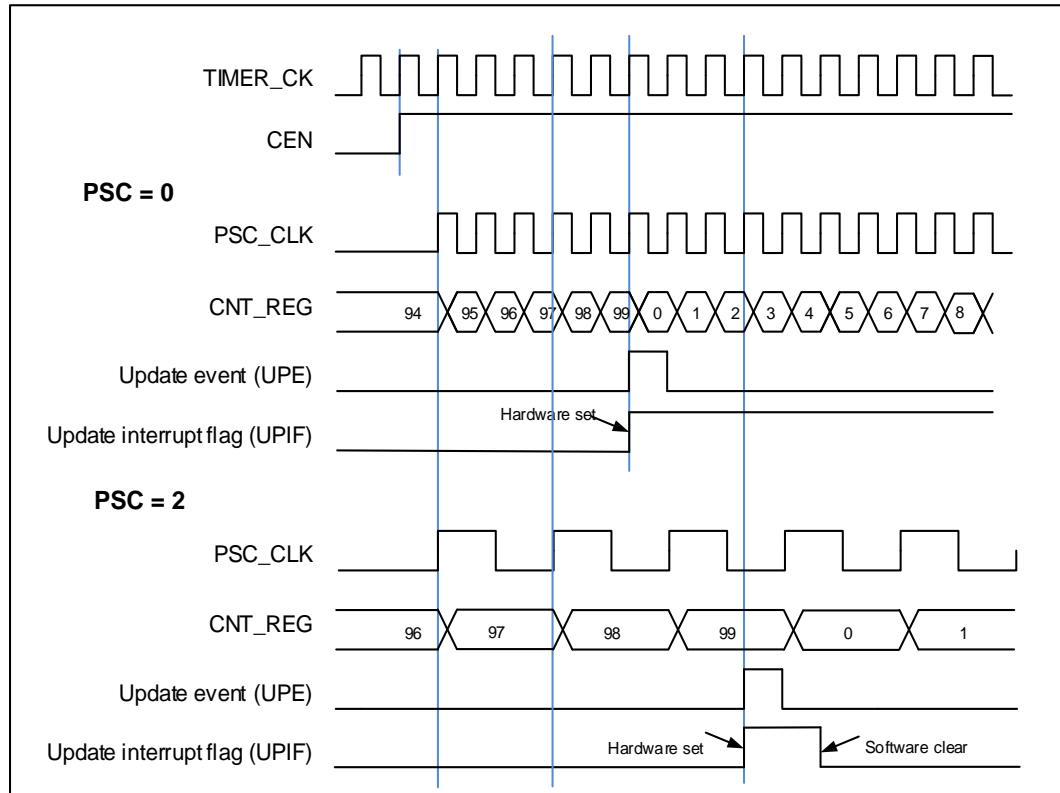 TIMER_CK
CEN
PSC = 0
PSC_CLK
CNT_REG 94 95 96 97 98 99 0 1 2 3 4 5 6 7 8
Update event (UPE)
Hardware set
Update interrupt flag (UPIF)
PSC = 2
PSC_CLK
CNT_REG 96 97 98 99 0 1
Update event (UPE)
Update interrupt flag (UPIF) Hardware set Software clear